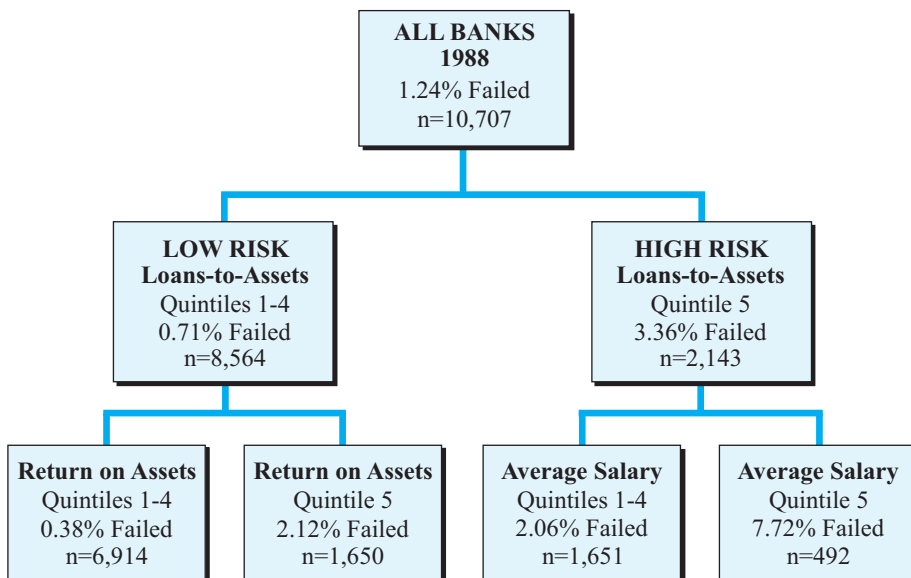 ALL BANKS
1988
1.24% Failed
n=10,707
LOW RISK
Loans-to-Assets
Quintiles 1-4
0.71% Failed
n=8,564
HIGH RISK
Loans-to-Assets
Quintile 5
3.36% Failed
n=2,143
Return on Assets
Quintiles 1-4
0.38% Failed
n=6,914
Return on Assets
Quintile 5
2.12% Failed
n=1,650
Average Salary
Quintiles 1-4
2.06% Failed
n=1,651
Average Salary
Quintile 5
7.72% Failed
n=492